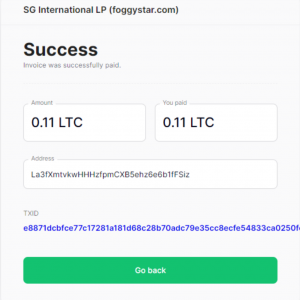 SG International LP (foggystar.com)
Success
Invoice was successfully paid.
Amount
0.11 LTC
You paid
0.11 LTC
Address
La3fXmtvkwHHHzfpmCXB5ehz6e6b1fFSiz
TXID
e8871dcbfce77c17281a181d68c28b70adc79e35cc8ecfe54833ca0250f
Go back